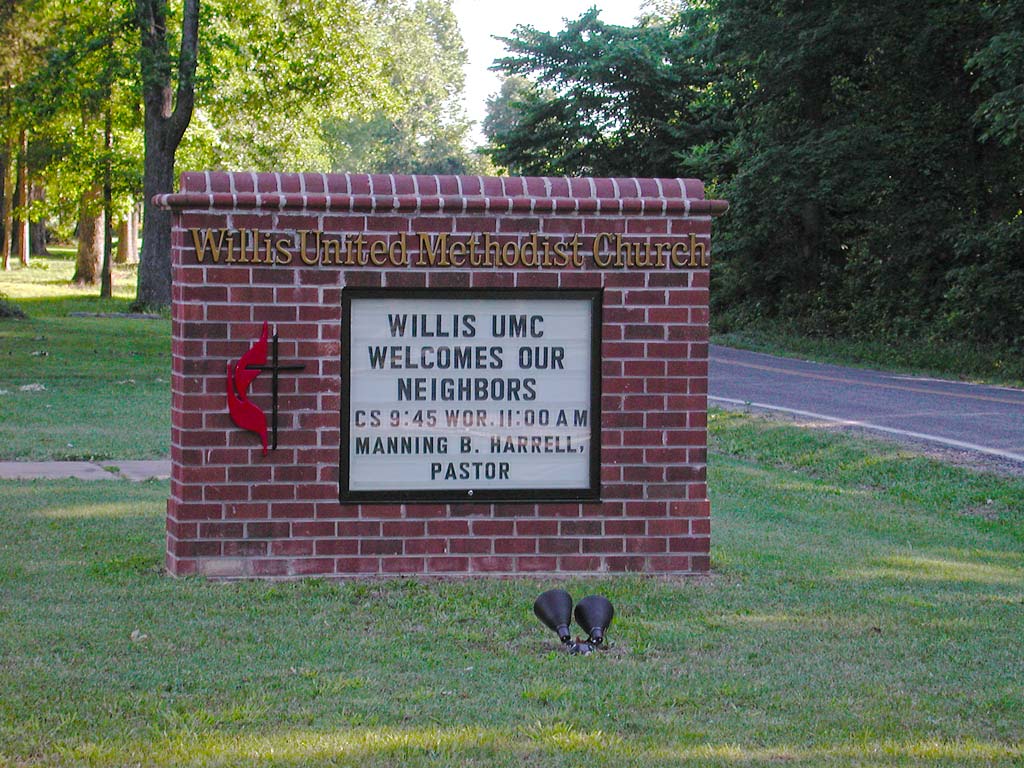 Willis United Methodist Church
WILLIS UMC
WELCOMES OUR
NEIGHBORS
CS 9:45 WOR. 11:00 AM
MANNING B. HARRELL,
PASTOR